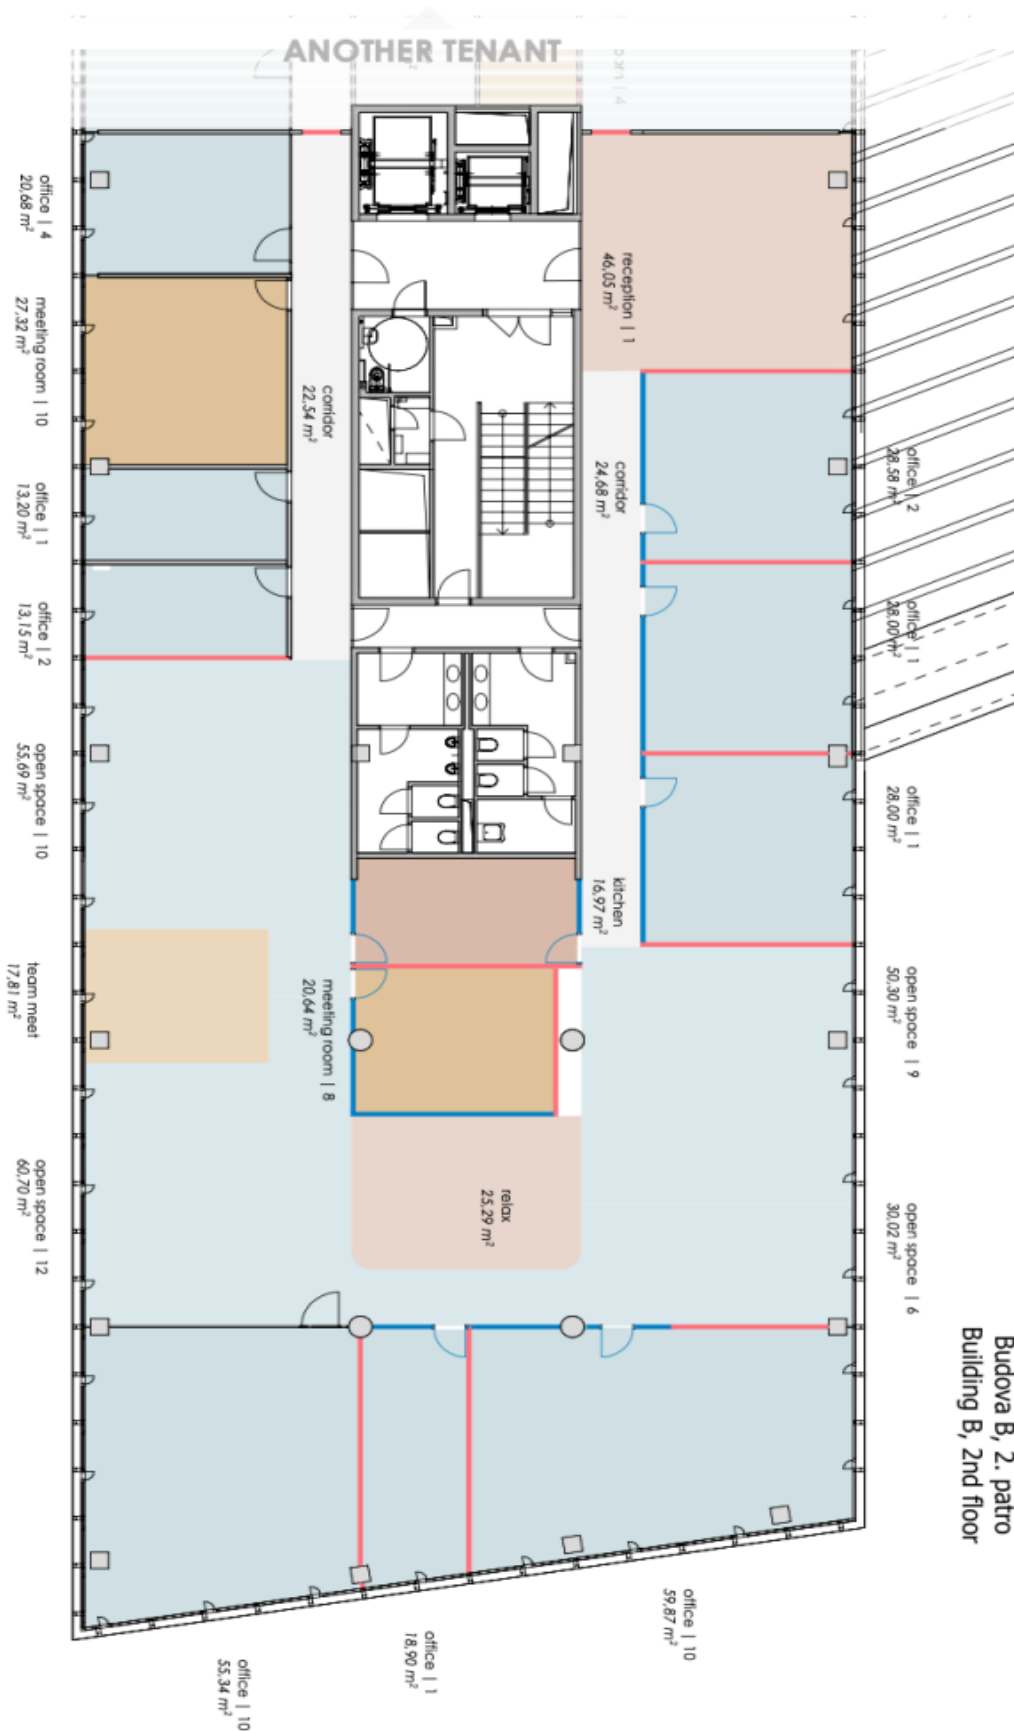 ANOTHER TENANT
office | 4
20,68 m²
meeting room | 10
27,32 m²
corridor
22,54 m²
office | 1
13,20 m²
office | 2
13,15 m²
open space | 10
55,69 m²
team meet
17,81 m²
open space | 12
60,70 m²
reception | 1
46,05 m²
corridor
24,68 m²
kitchen
16,97 m²
meeting room | 8
20,64 m²
relax
25,29 m²
office | 2
28,58 m²
office | 1
28,00 m²
office | 1
28,00 m²
open space | 9
50,30 m²
open space | 6
30,02 m²
office | 10
59,87 m²
office | 1
18,90 m²
office | 10
55,34 m²
Budova B, 2. patro
Building B, 2nd floor